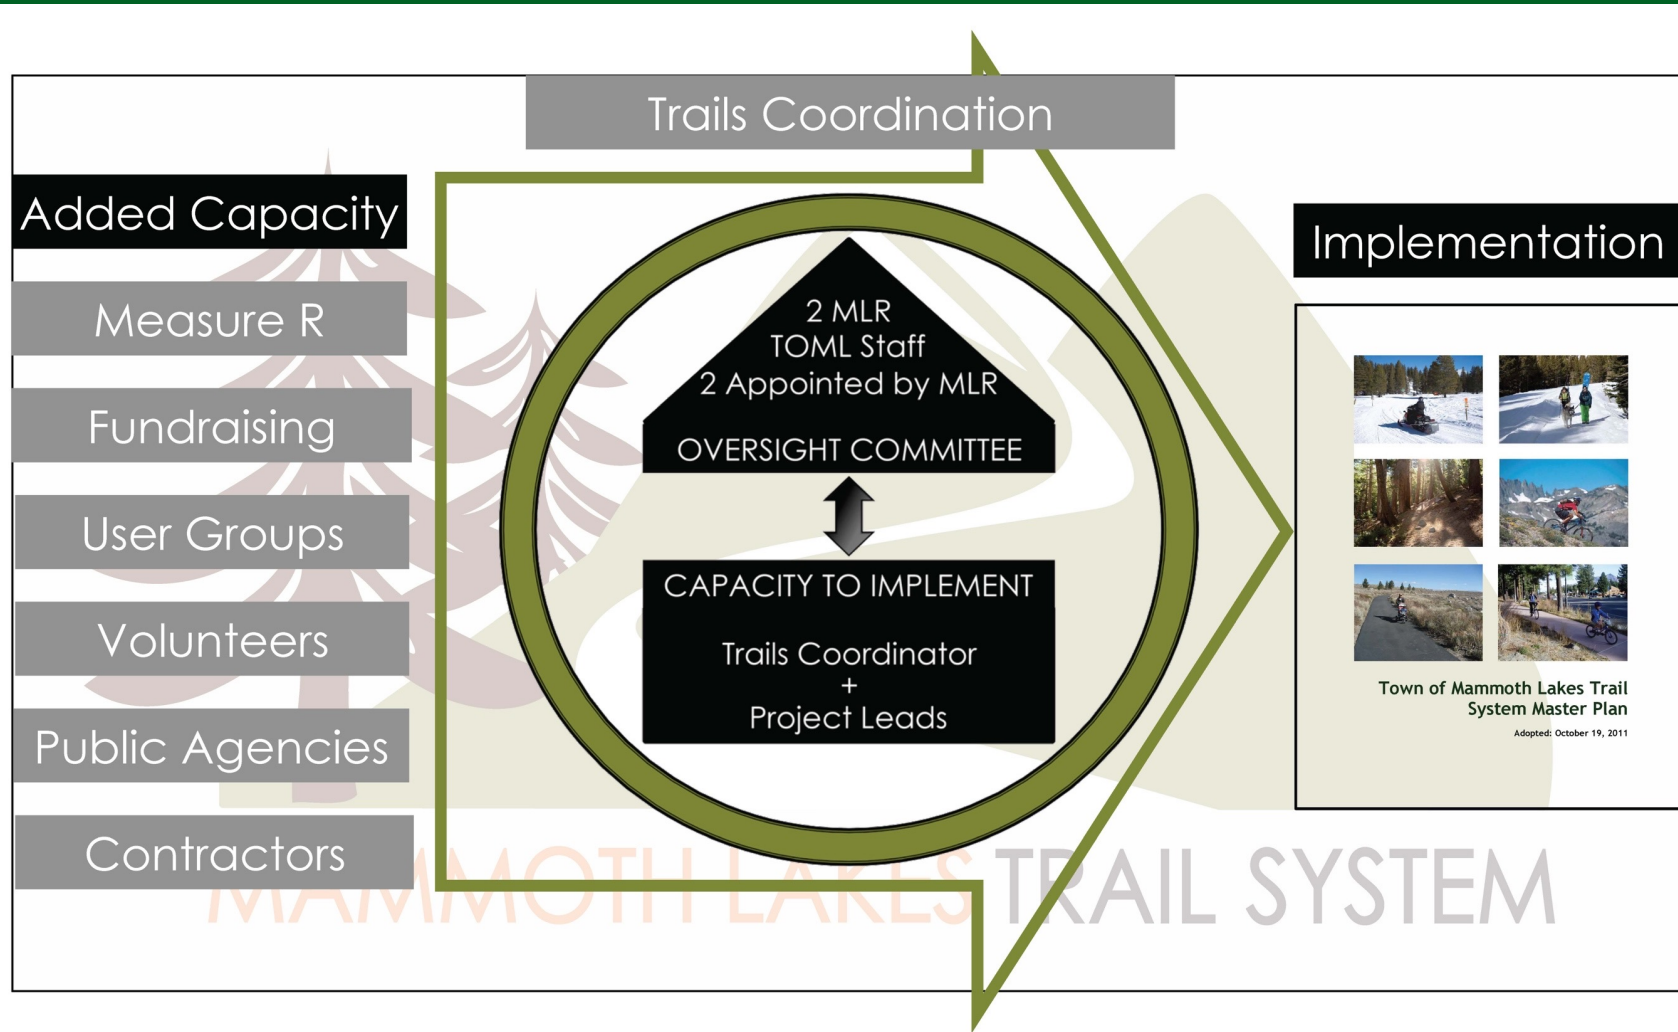 Trails Coordination
Added Capacity
Measure R
Fundraising
User Groups
Volunteers
Public Agencies
Contractors
2 MLR
TOML Staff
2 Appointed by MLR
OVERSIGHT COMMITTEE
CAPACITY TO IMPLEMENT
Trails Coordinator
+
Project Leads
Implementation
Town of Mammoth Lakes Trail
System Master Plan
Adopted: October 19, 2011
MAMMOTH LAKES TRAIL SYSTEM